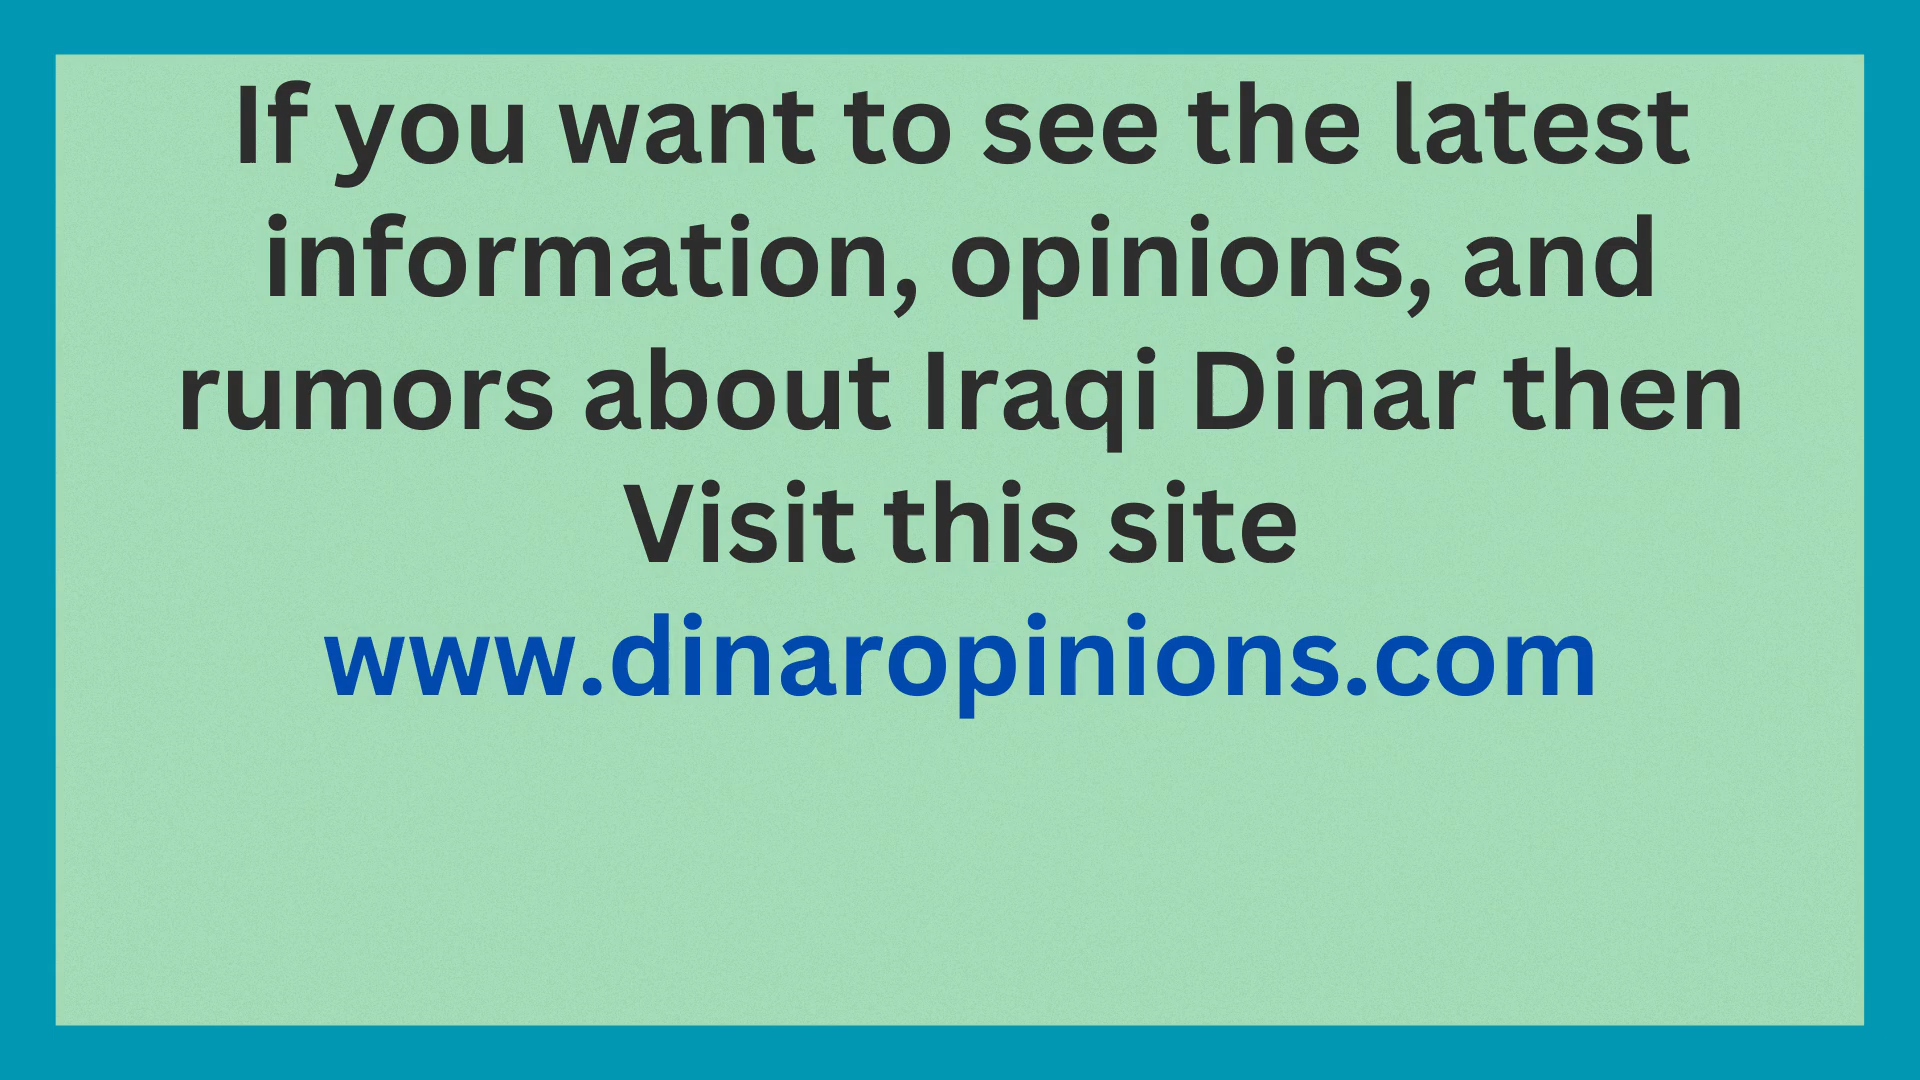 If you want to see the latest
information, opinions, and
rumors about Iraqi Dinar then
Visit this site
www.dinaropinions.com